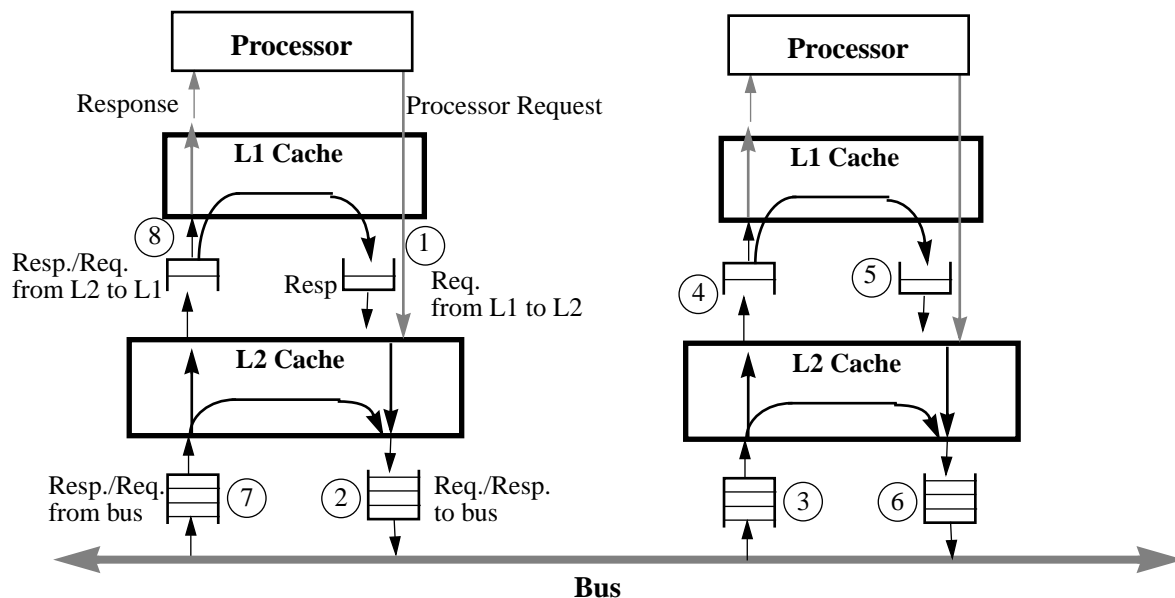 Processor
Processor
Response
Processor Request
L1 Cache
L1 Cache
8
1
Resp./Req.
from L2 to L1
Resp
Req.
from L1 to L2
4
5
L2 Cache
L2 Cache
Resp./Req.
from bus
7
2
Req./Resp.
to bus
3
6
Bus